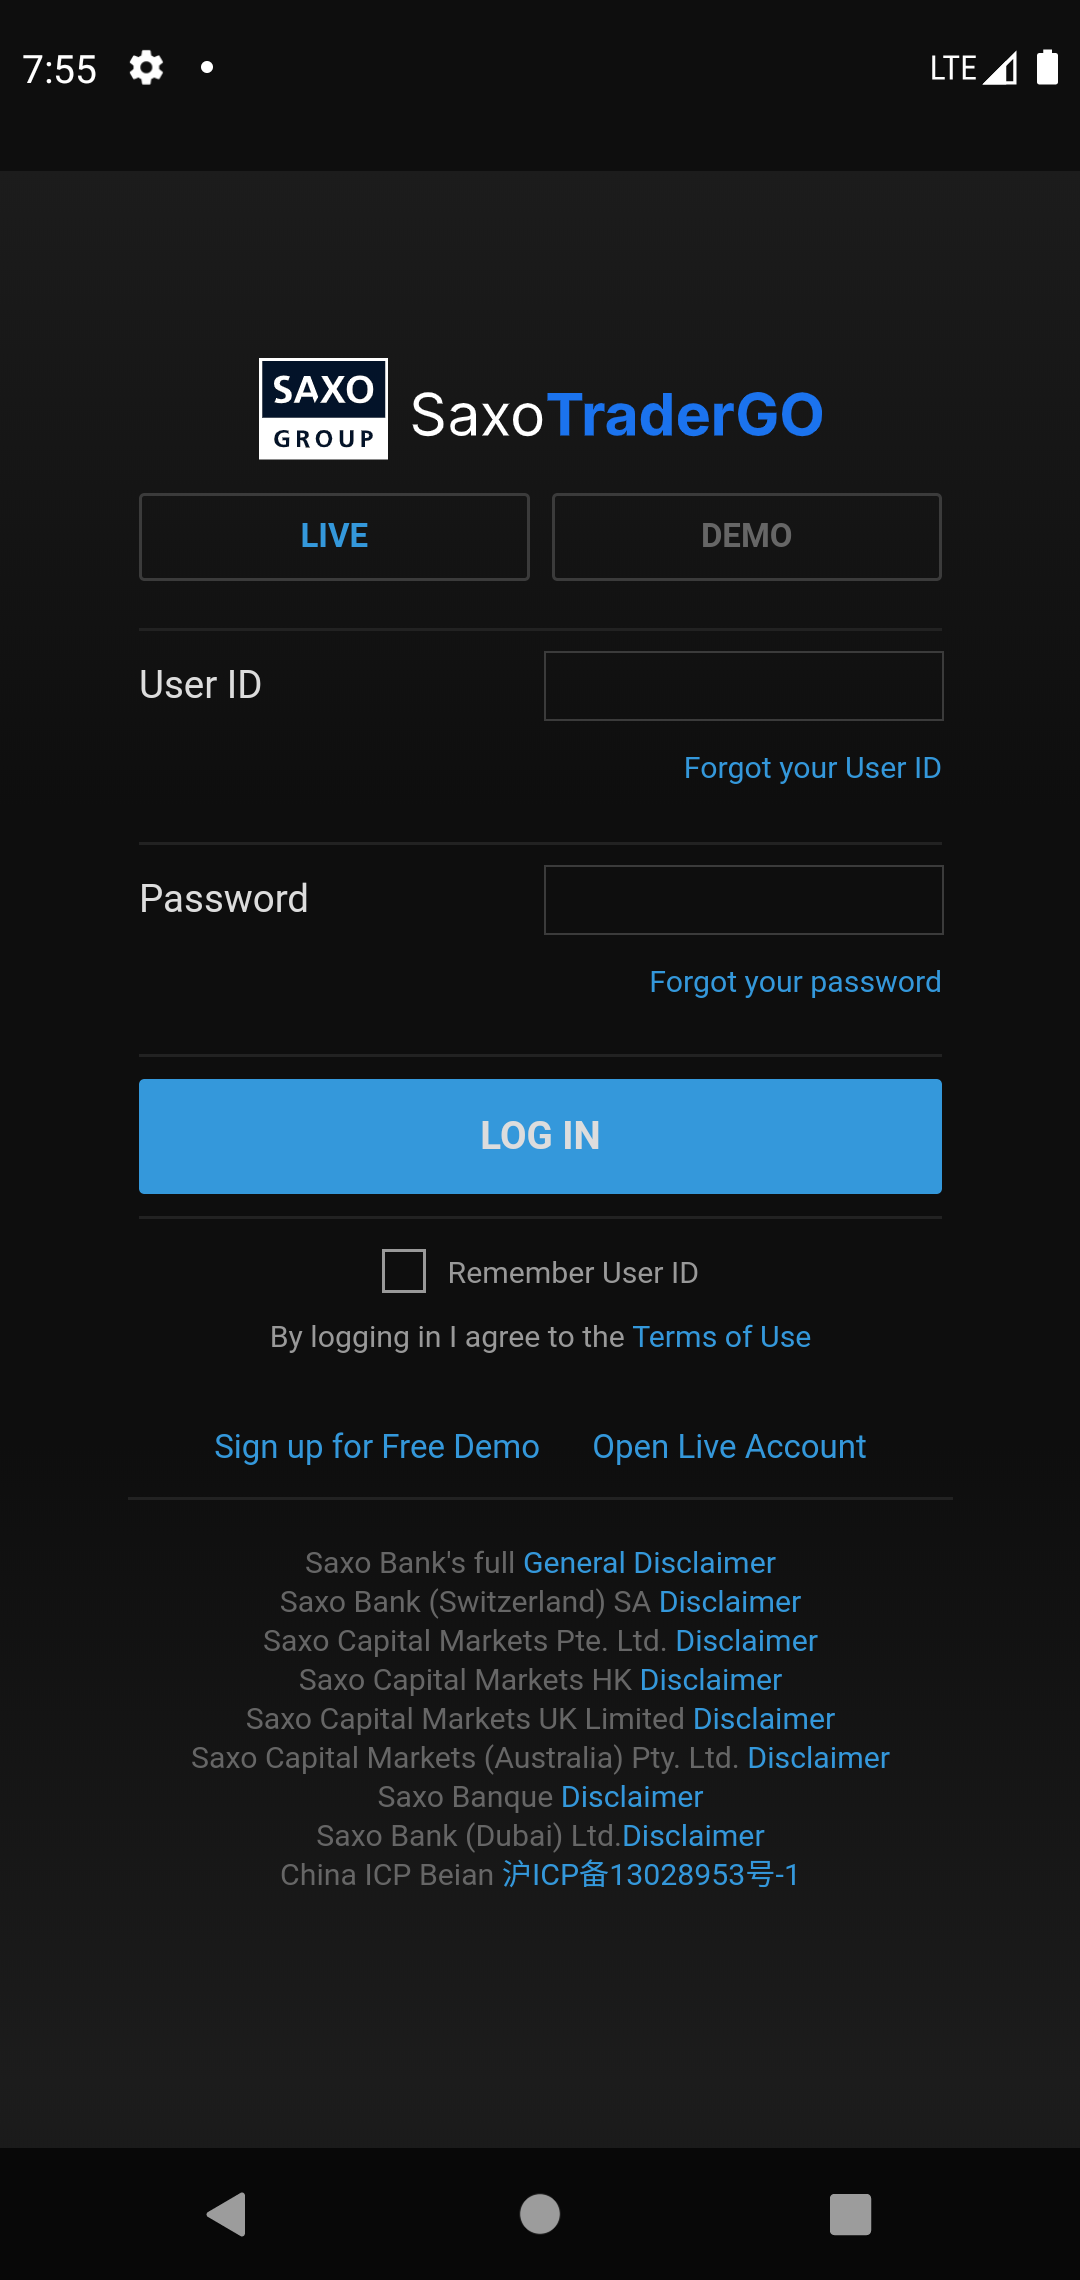 7:55 LTE
SAXO
GROUP
SaxoTraderGO
LIVE DEMO
User ID
Forgot your User ID
Password
Forgot your password
LOG IN
Remember User ID
By logging in I agree to the Terms of Use
Sign up for Free Demo Open Live Account
Saxo Bank's full General Disclaimer
Saxo Bank (Switzerland) SA Disclaimer
Saxo Capital Markets Pte. Ltd. Disclaimer
Saxo Capital Markets HK Disclaimer
Saxo Capital Markets UK Limited Disclaimer
Saxo Capital Markets (Australia) Pty. Ltd. Disclaimer
Saxo Banque Disclaimer
Saxo Bank (Dubai) Ltd.Disclaimer
China ICP Beian 沪ICP备13028953号-1